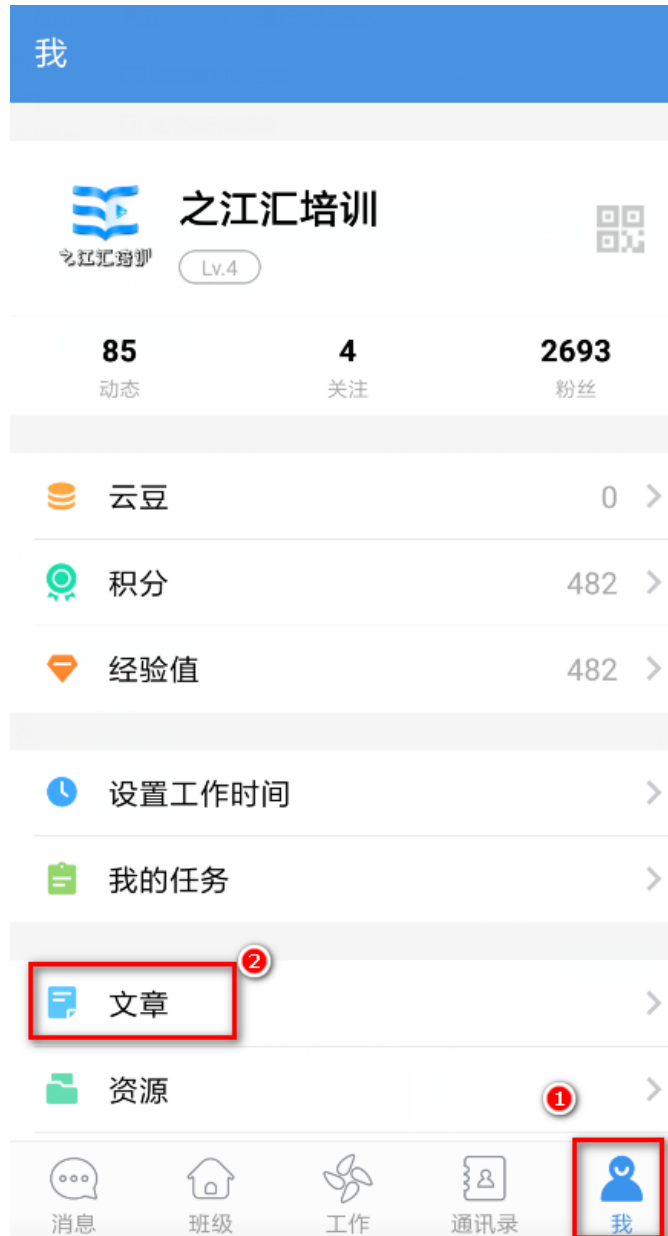 我
之江汇培训
之江汇培训
Lv.4
85 4 2693
动态 关注 粉丝
云豆 0
积分 482
经验值 482
设置工作时间
我的任务
2
文章
资源
1
消息 班级 工作 通讯录 我